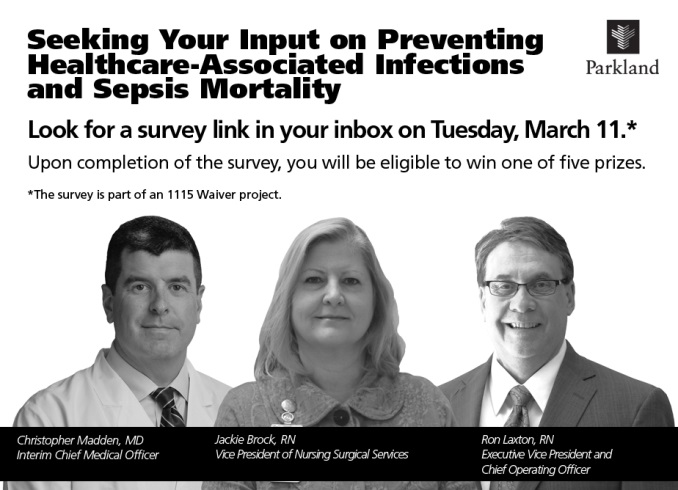 Seeking Your Input on Preventing
Healthcare-Associated Infections
and Sepsis Mortality
Parkland
Look for a survey link in your inbox on Tuesday, March 11.*
Upon completion of the survey, you will be eligible to win one of five prizes.
*The survey is part of an 1115 Waiver project.
Christopher Madden, MD
Interim Chief Medical Officer
Jackie Brock, RN
Vice President of Nursing Surgical Services
Ron Laxton, RN
Executive Vice President and
Chief Operating Officer